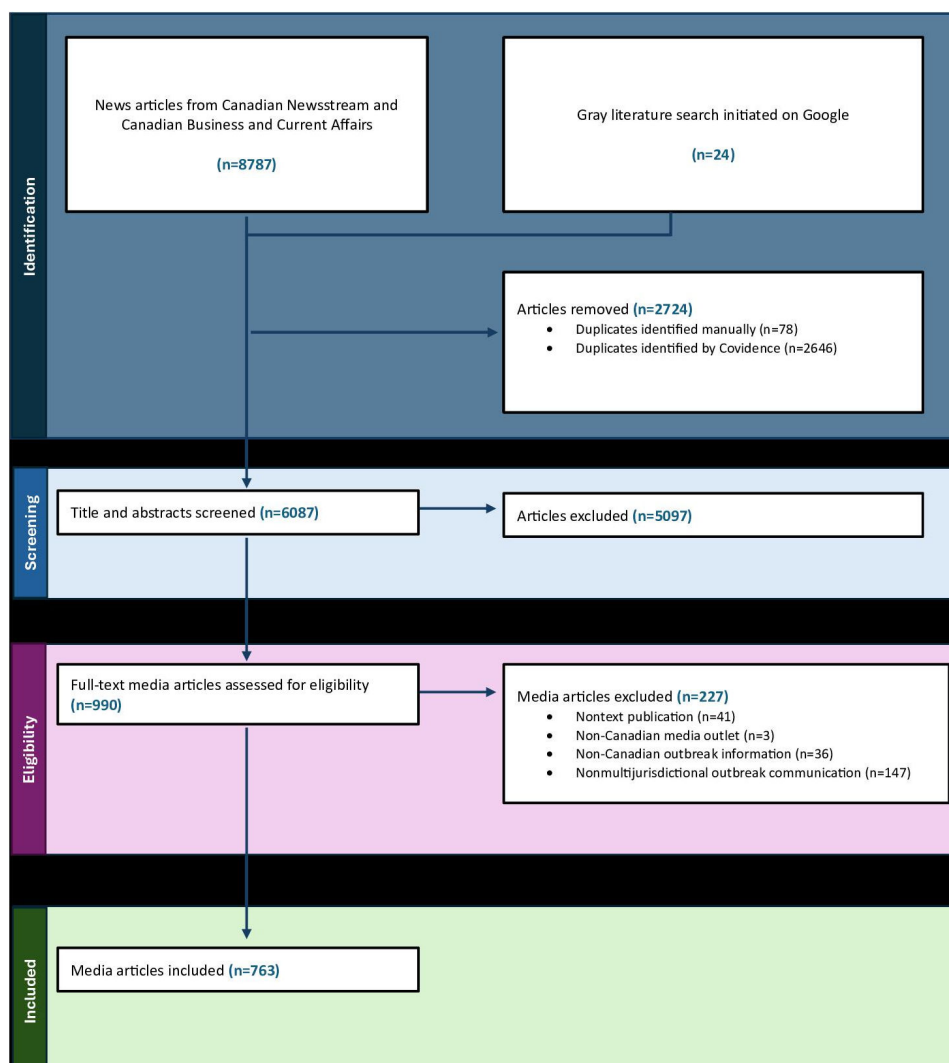 Identification
News articles from Canadian Newsstream and
Canadian Business and Current Affairs
(n=8787)
Gray literature search initiated on Google
(n=24)
Articles removed (n=2724)
• Duplicates identified manually (n=78)
• Duplicates identified by Covidence (n=2646)
Screening
Title and abstracts screened (n=6087)
Articles excluded (n=5097)
Eligibility
Full-text media articles assessed for eligibility
(n=990)
Media articles excluded (n=227)
• Nontext publication (n=41)
• Non-Canadian media outlet (n=3)
• Non-Canadian outbreak information (n=36)
• Nonmultijurisdictional outbreak communication (n=147)
Included
Media articles included (n=763)